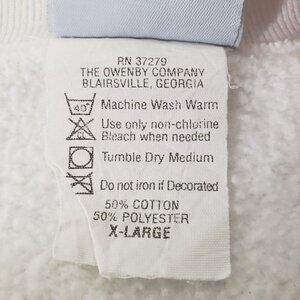 RN 37279
THE OWENBY COMPANY
BLAIRSVILLE, GEORGIA
40° Machine Wash Warm
Use only non-chlorine
Bleach when needed
Tumble Dry Medium
Do not iron if Decorated
50% COTTON
50% POLYESTER
X-LARGE